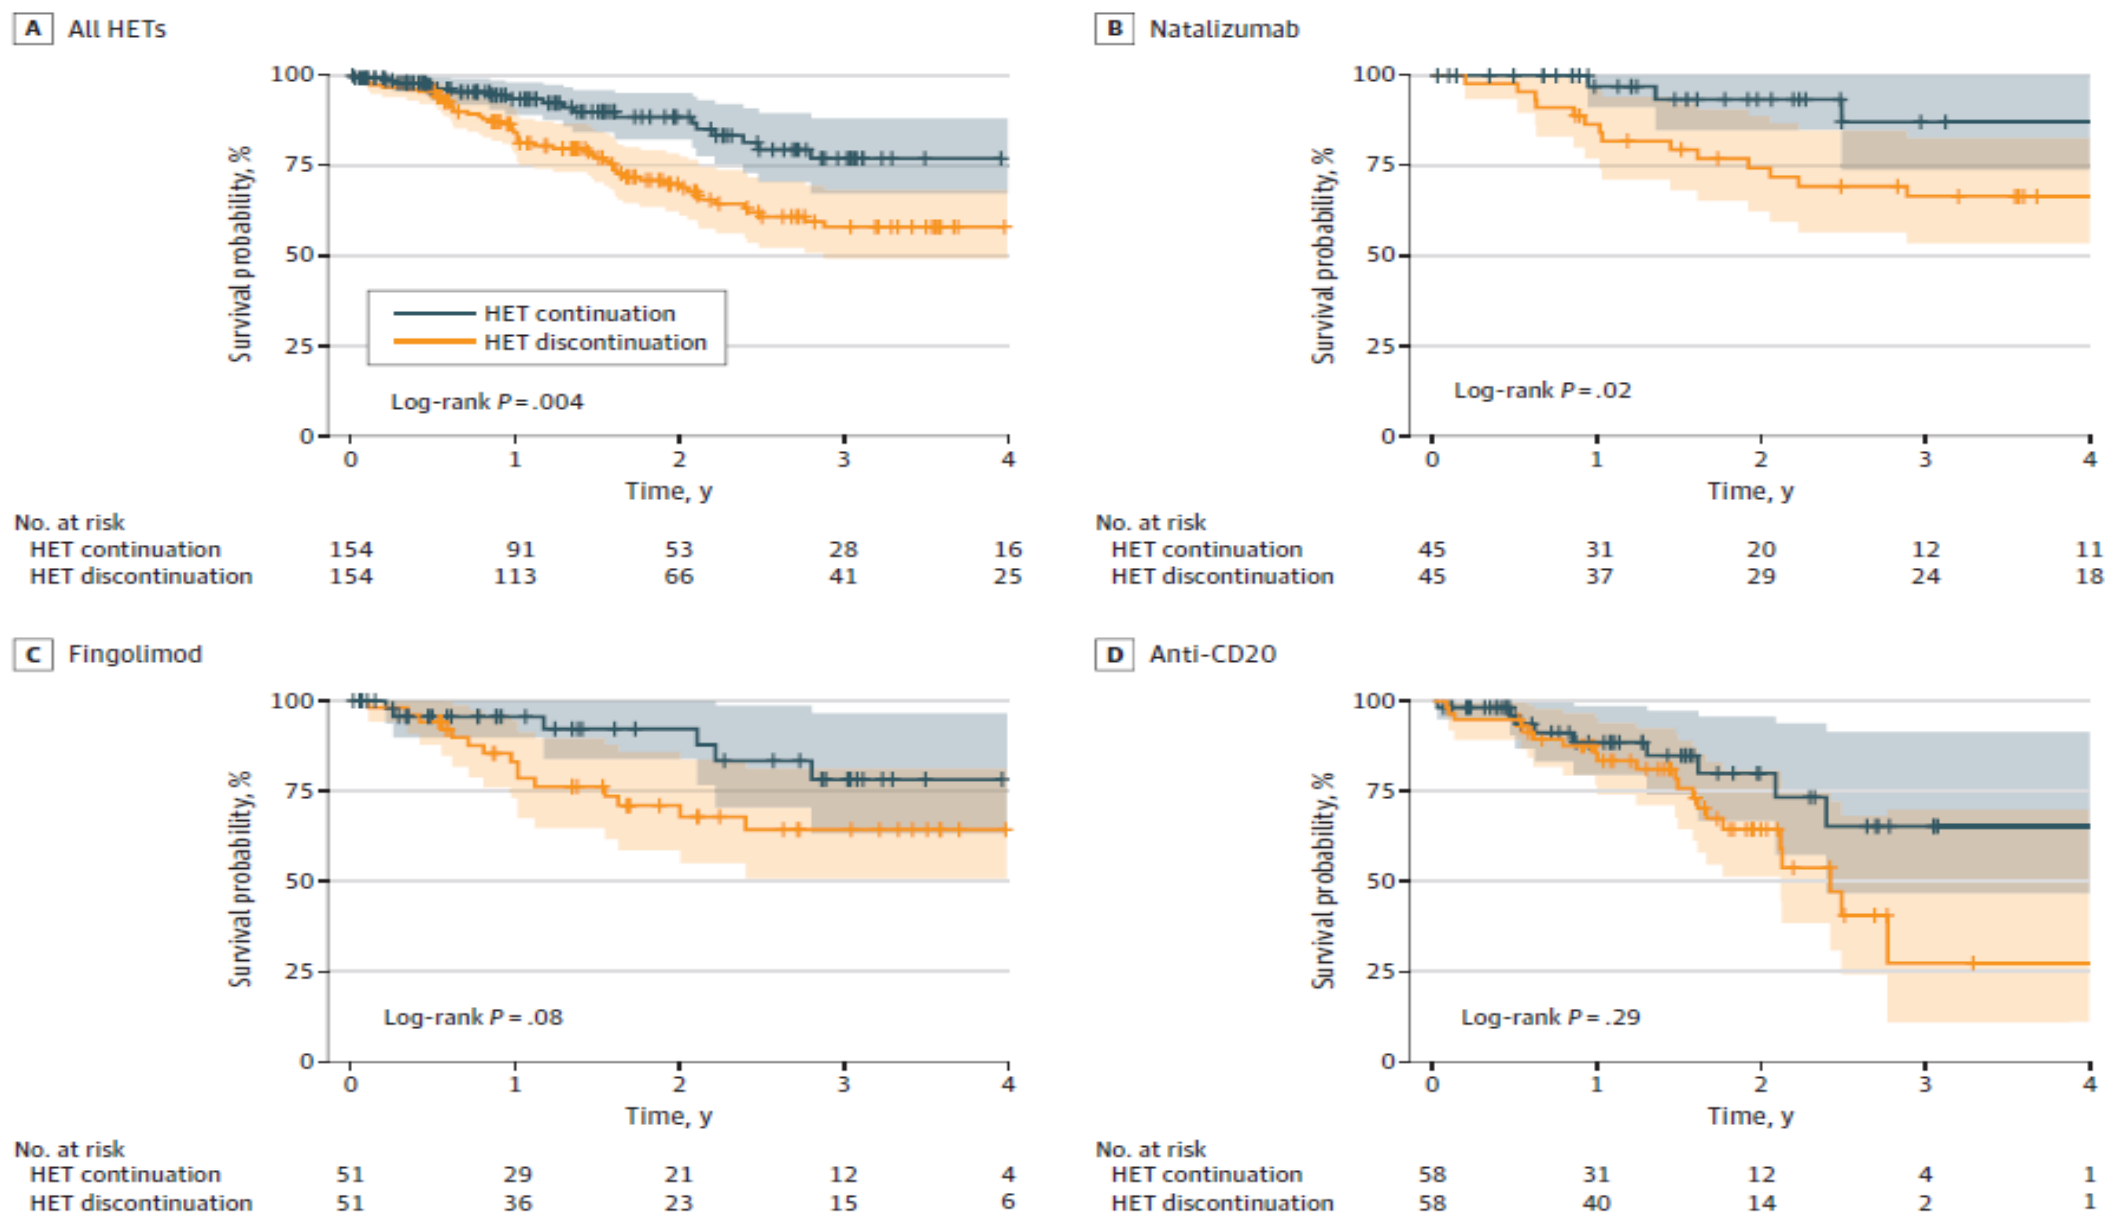 A All HETs
100
75
50
25
0
Survival probability, %
HET continuation
HET discontinuation
Log-rank P = .004
0 1 2 3 4
Time, y
No. at risk
HET continuation 154 91 53 28 16
HET discontinuation 154 113 66 41 25
B Natalizumab
100
75
50
25
0
Survival probability, %
Log-rank P = .02
0 1 2 3 4
Time, y
No. at risk
HET continuation 45 31 20 12 11
HET discontinuation 45 37 29 24 18
C Fingolimod
100
75
50
25
0
Survival probability, %
Log-rank P = .08
0 1 2 3 4
Time, y
No. at risk
HET continuation 51 29 21 12 4
HET discontinuation 51 36 23 15 6
D Anti-CD20
100
75
50
25
0
Survival probability, %
Log-rank P = .29
0 1 2 3 4
Time, y
No. at risk
HET continuation 58 31 12 4 1
HET discontinuation 58 40 14 2 1